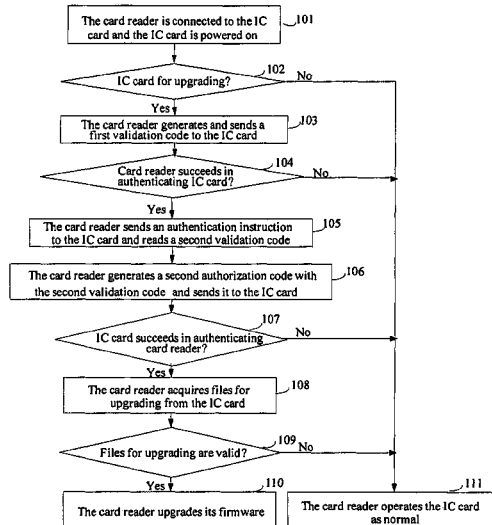 The card reader is connected to the IC
card and the IC card is powered on
101
IC card for upgrading?
102
No
Yes
The card reader generates and sends a
first validation code to the IC card
103
Card reader succeeds in
authenticating IC card?
104
No
Yes
The card reader sends an authentication instruction
to the IC card and reads a second validation code
105
The card reader generates a second authorization code with
the second validation code and sends it to the IC card
106
IC card succeeds in authenticating
card reader?
107
No
Yes
The card reader acquires files for
upgrading from the IC card
108
Files for upgrading are valid?
109
No
Yes
The card reader upgrades its firmware
110
The card reader operates the IC card
as normal
111